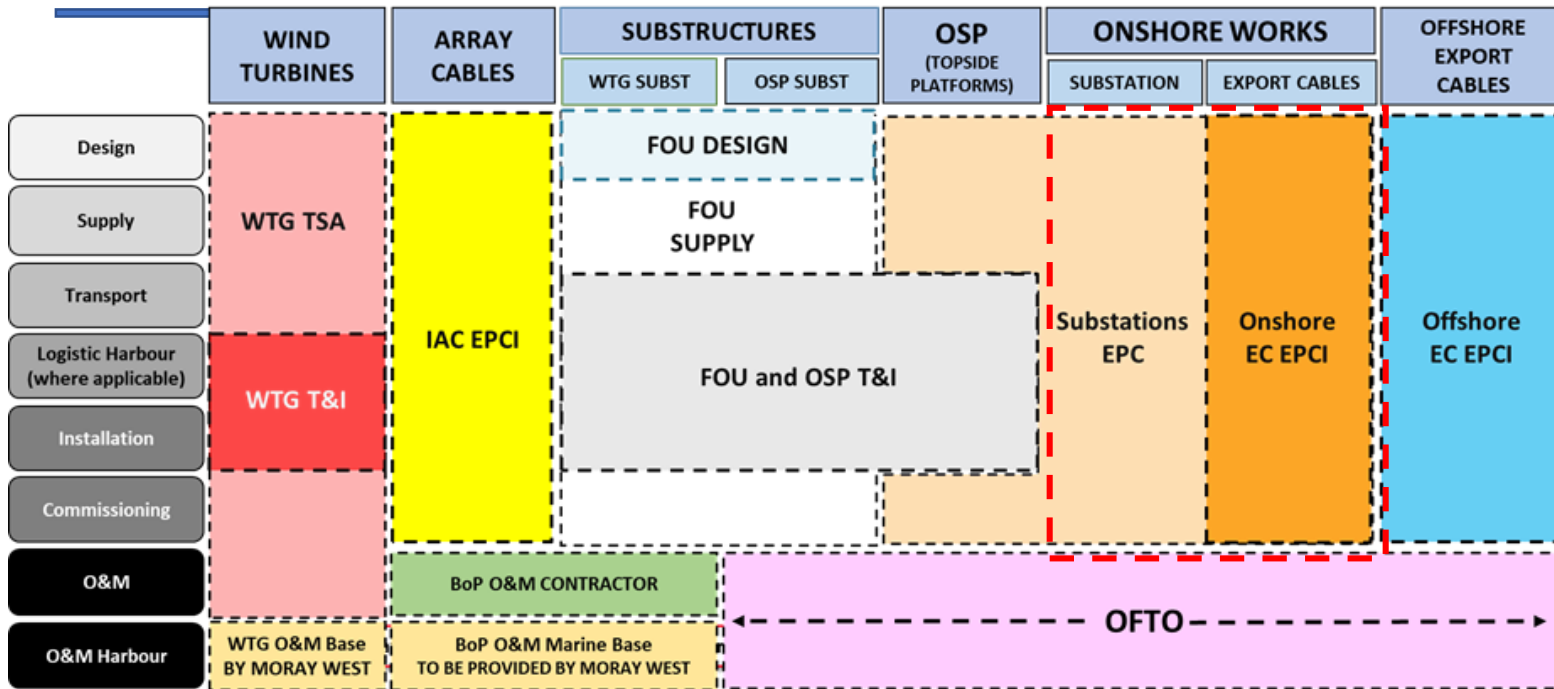 WIND
TURBINES
ARRAY
CABLES
SUBSTRUCTURES
WTG SUBST
OSP SUBST
OSP
(TOPSIDE
PLATFORMS)
ONSHORE WORKS
SUBSTATION
EXPORT CABLES
OFFSHORE
EXPORT
CABLES
Design
Supply
Transport
Logistic Harbour
(where applicable)
Installation
Commissioning
O&M
O&M Harbour
WTG TSA
WTG T&I
IAC EPCI
FOU DESIGN
FOU
SUPPLY
FOU and OSP T&I
Substations
EPC
Onshore
EC EPCI
Offshore
EC EPCI
BoP O&M CONTRACTOR
OFTO
WTG O&M Base
BY MORAY WEST
BoP O&M Marine Base
TO BE PROVIDED BY MORAY WEST